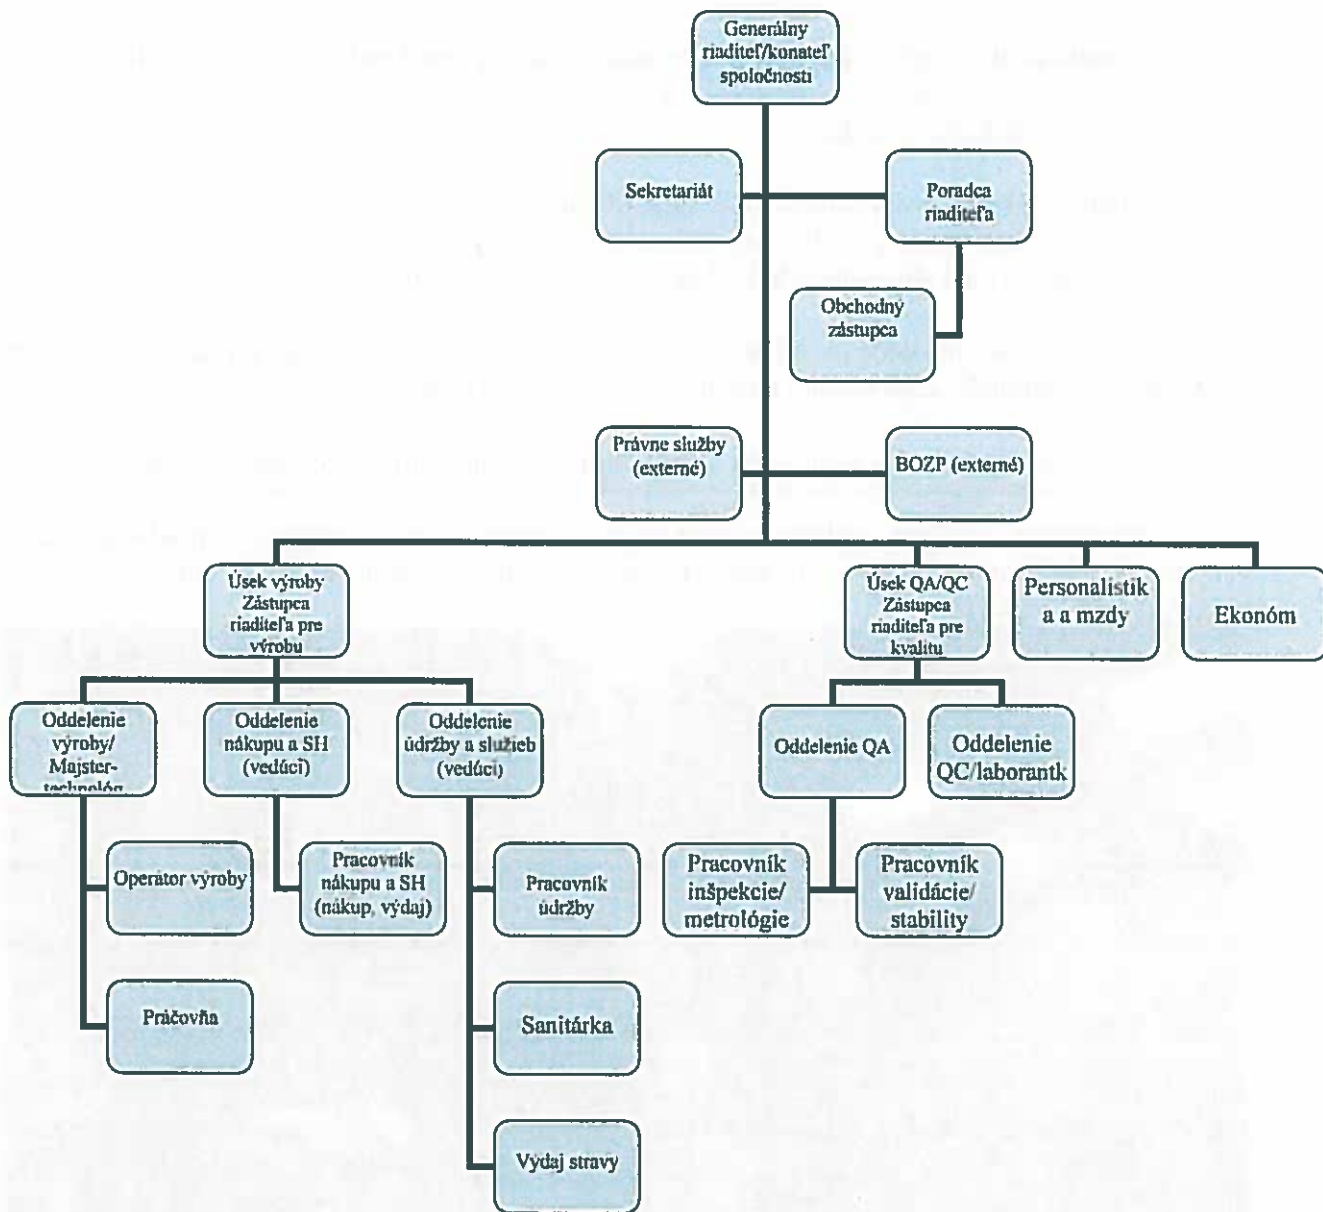 Generálny
riaditeľ/konateľ
spoločnosti
Sekretariát
Poradca
riaditeľa
Obchodný
zástupca
Právne služby
(externé)
BOZP (externé)
Úsek výroby
Zástupca
riaditeľa pre
výrobu
Úsek QA/QC
Zástupca
riaditeľa pre
kvalitu
Personalistik
a a mzdy
Ekonóm
Oddelenie
výroby/
Majster-
technológ
Oddelenie
nákupu a SH
(vedúci)
Oddelenie
údržby a služieb
(vedúci)
Oddelenie QA
Oddelenie
QC/laborantk
Operátor výroby
Pracovník
nákupu a SH
(nákup, výdaj)
Pracovník
údržby
Pracovník
inšpekcie/
metrológie
Pracovník
validácie/
stability
Práčovňa
Sanitárka
Výdaj stravy